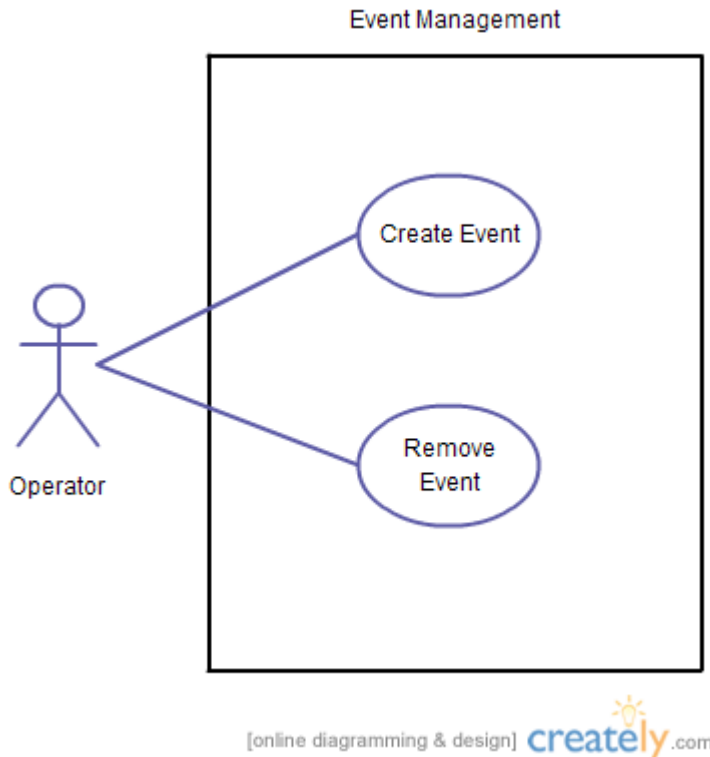 Event Management
Create Event
Remove
Event
Operator
[online diagramming & design] creately.com